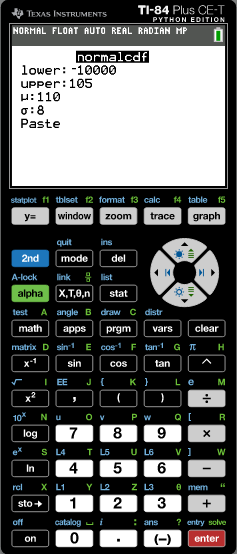 TEXAS INSTRUMENTS TI-84 Plus CE-T
PYTHON EDITION
NORMAL FLOAT AUTO REAL RADIAN MP
normalcdf
lower:-10000
upper:105
μ:110
σ:8
Paste
statplot f1 tblset f2 format f3 calc f4 table f5
y= window zoom trace graph
quit ins
2nd mode del
A-lock link list
alpha X,T,θ,n stat
test A angle B draw C distr
math apps prgm vars clear
matrix D sin⁻¹ E cos⁻¹ F tan⁻¹ G π H
x⁻¹ sin cos tan ^
√ I EE J { K } L e M
x² , ( ) ÷
10ˣ N u O v P w Q [ R
log 7 8 9 ×
eˣ S L4 T L5 U L6 V ] W
ln 4 5 6 −
rcl X L1 Y L2 Z L3 θ mem "
sto→ 1 2 3 +
off catalog i : ans ? entry solve
on 0 . (−) enter